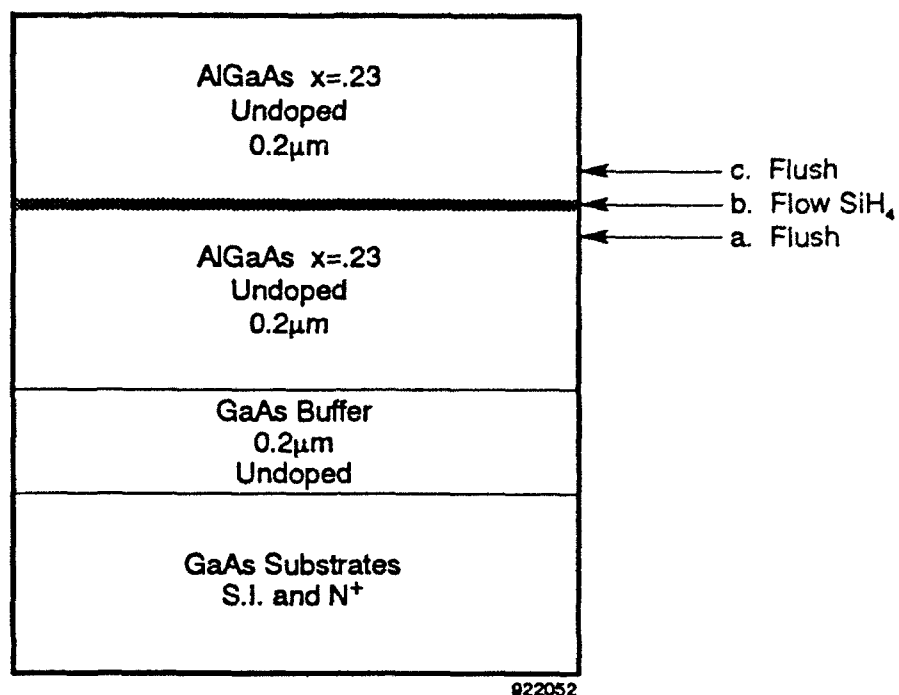 AlGaAs x=.23
Undoped
0.2μm
c. Flush
b. Flow SiH₄
a. Flush
AlGaAs x=.23
Undoped
0.2μm
GaAs Buffer
0.2μm
Undoped
GaAs Substrates
S.I. and N⁺
922052